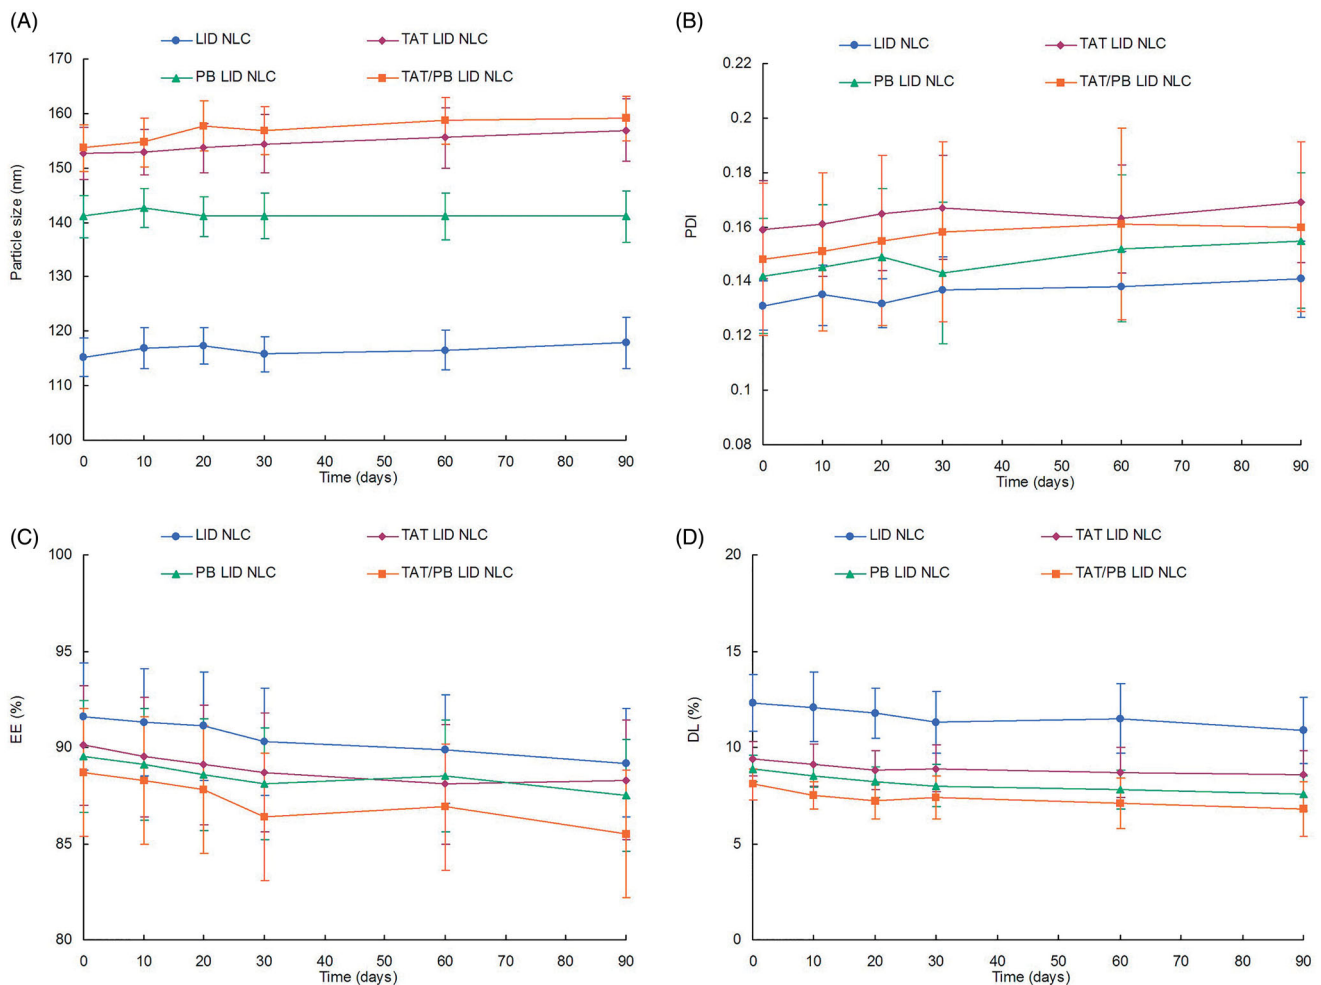 (A)
LID NLC TAT LID NLC
PB LID NLC TAT/PB LID NLC
Particle size (nm)
170
160
150
140
130
120
110
100
0 10 20 30 40 50 60 70 80 90
Time (days)
(B)
LID NLC TAT LID NLC
PB LID NLC TAT/PB LID NLC
PDI
0.22
0.2
0.18
0.16
0.14
0.12
0.1
0.08
0 10 20 30 40 50 60 70 80 90
Time (days)
(C)
LID NLC TAT LID NLC
PB LID NLC TAT/PB LID NLC
EE (%)
100
95
90
85
80
0 10 20 30 40 50 60 70 80 90
Time (days)
(D)
LID NLC TAT LID NLC
PB LID NLC TAT/PB LID NLC
DL (%)
20
15
10
5
0
0 10 20 30 40 50 60 70 80 90
Time (days)